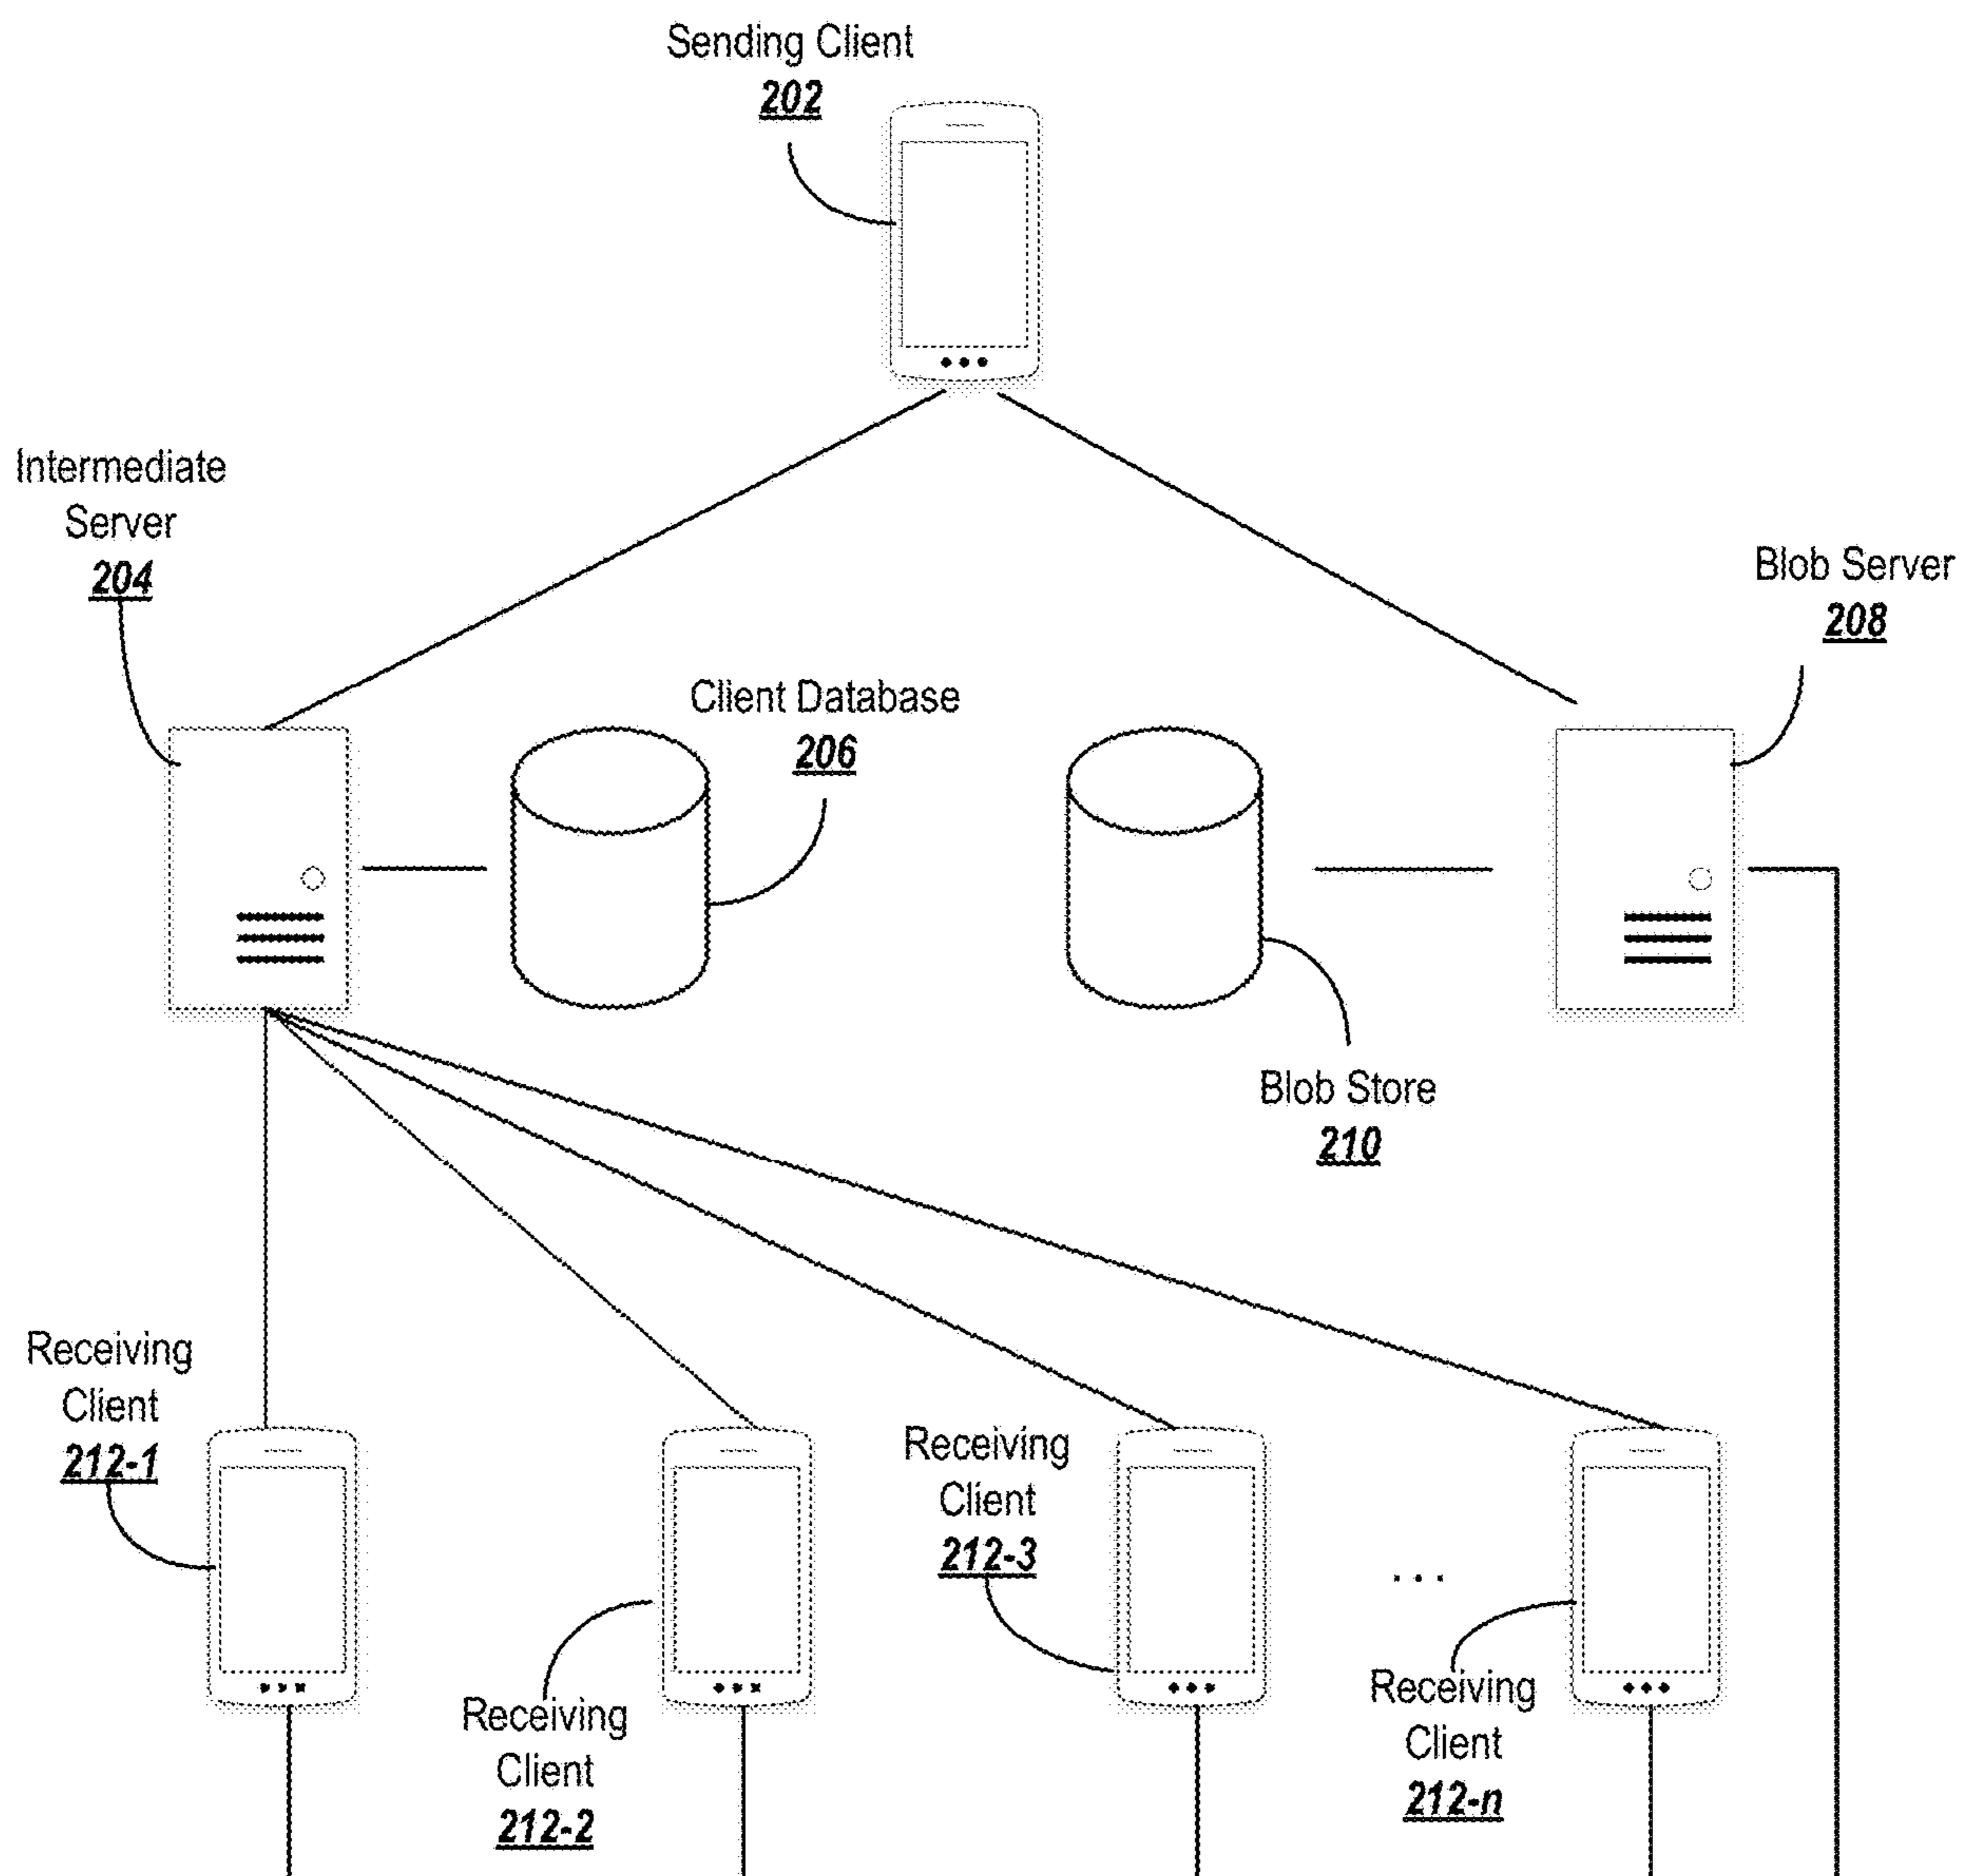 Sending Client
202
Intermediate
Server
204
Blob Server
208
Client Database
206
Blob Store
210
Receiving
Client
212-1
Receiving
Client
212-2
Receiving
Client
212-3
...
Receiving
Client
212-n